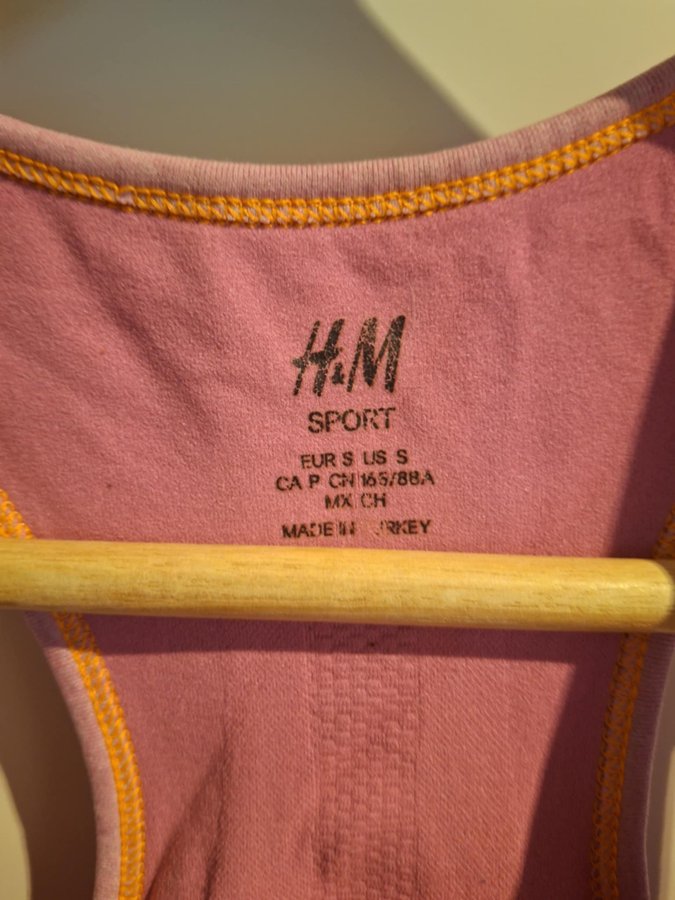 H&M
SPORT
EUR S US S
CA P CN 165/88A
MX CH
MADE IN TURKEY